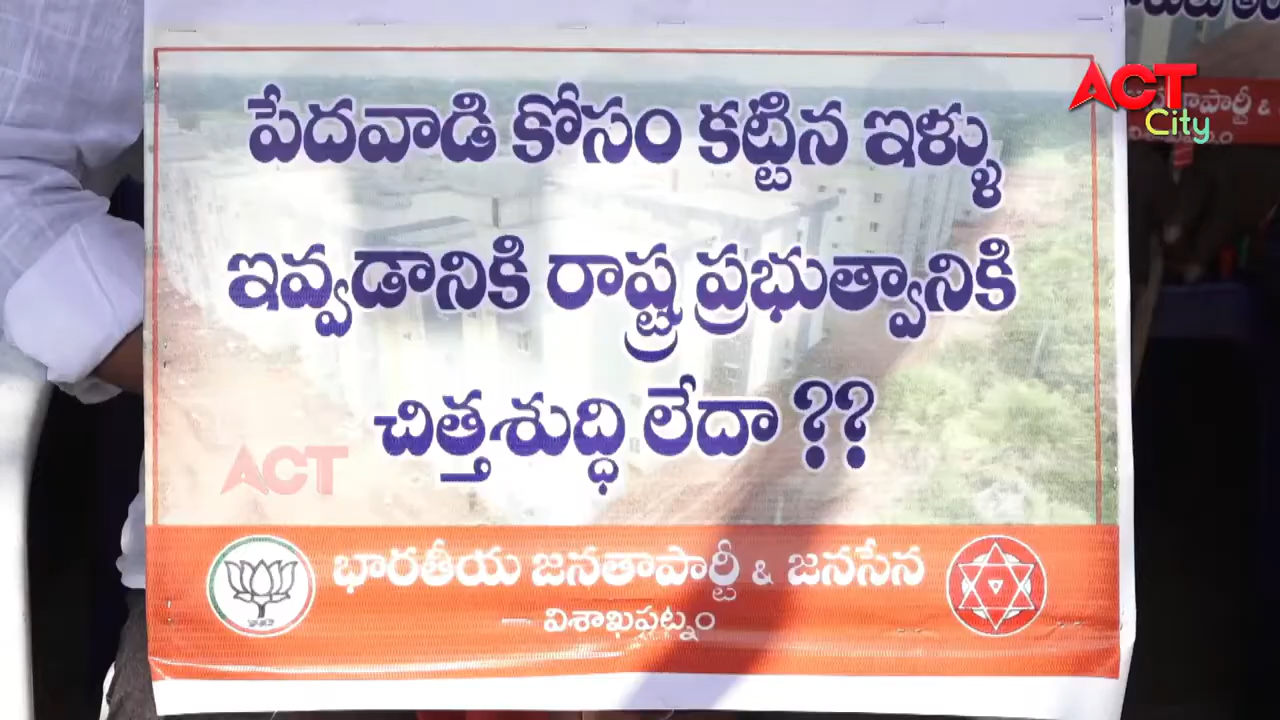 పేదవాడి కోసం కట్టిన ఇళ్ళు
ఇవ్వడానికి రాష్ట్ర ప్రభుత్వానికి
చిత్తశుద్ధి లేదా ??
భారతీయ జనతాపార్టీ & జనసేన
విశాఖపట్నం
ACT
City
ACT